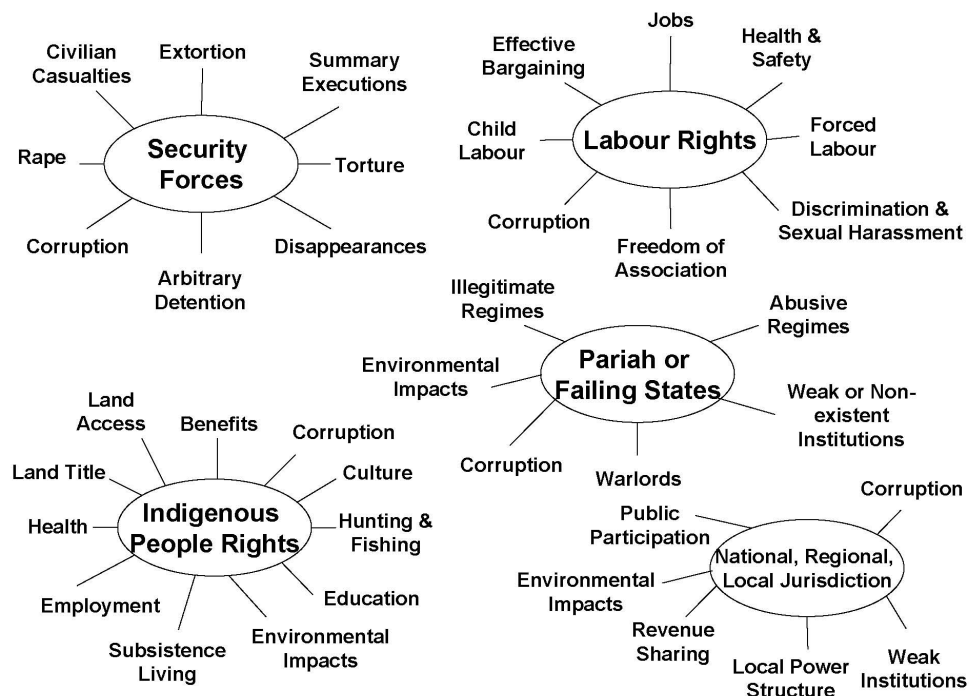 Civilian
Casualties
Extortion
Summary
Executions
Rape
Security
Forces
Torture
Corruption
Arbitrary
Detention
Disappearances
Jobs
Effective
Bargaining
Health &
Safety
Child
Labour
Labour Rights
Forced
Labour
Corruption
Freedom of
Association
Discrimination &
Sexual Harassment
Illegitimate
Regimes
Abusive
Regimes
Environmental
Impacts
Pariah or
Failing States
Weak or Non-
existent
Institutions
Corruption
Warlords
Land
Access
Benefits
Corruption
Land Title
Culture
Health
Indigenous
People Rights
Hunting &
Fishing
Employment
Education
Subsistence
Living
Environmental
Impacts
Public
Participation
Corruption
Environmental
Impacts
National, Regional,
Local Jurisdiction
Revenue
Sharing
Local Power
Structure
Weak
Institutions